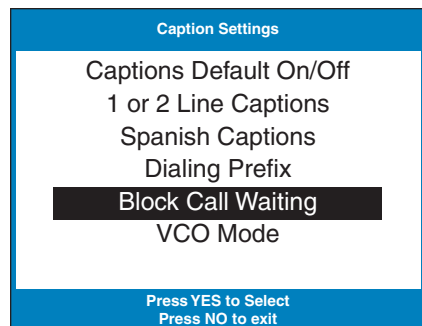 Caption Settings
Captions Default On/Off
1 or 2 Line Captions
Spanish Captions
Dialing Prefix
Block Call Waiting
VCO Mode
Press YES to Select
Press NO to exit